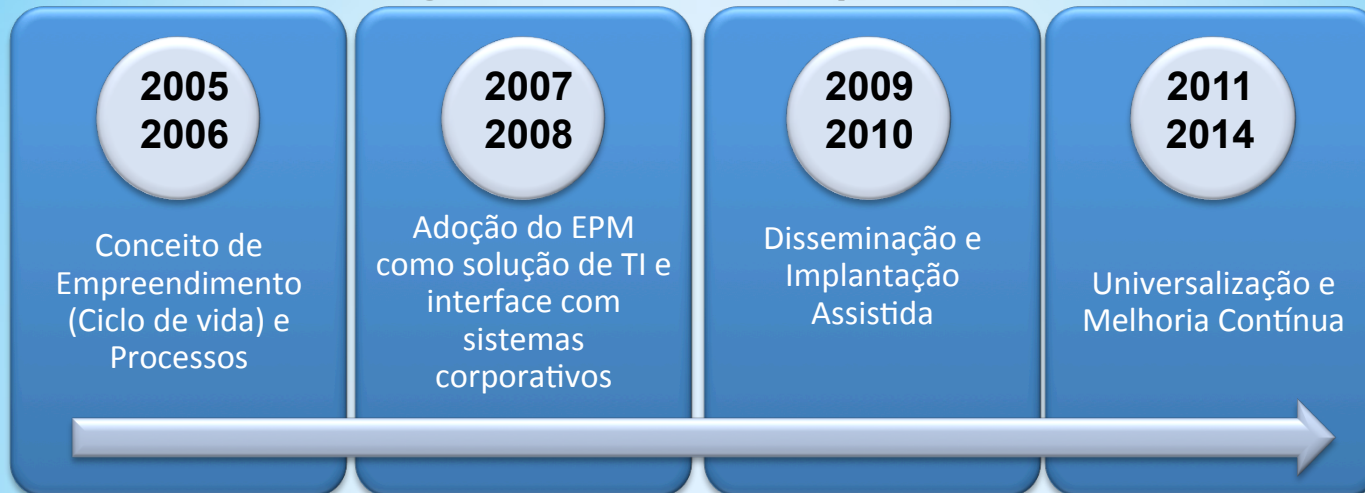 2005
2006
Conceito de
Empreendimento
(Ciclo de vida) e
Processos
2007
2008
Adoção do EPM
como solução de TI e
interface com
sistemas
corporativos
2009
2010
Disseminação e
Implantação
Assistida
2011
2014
Universalização e
Melhoria Contínua